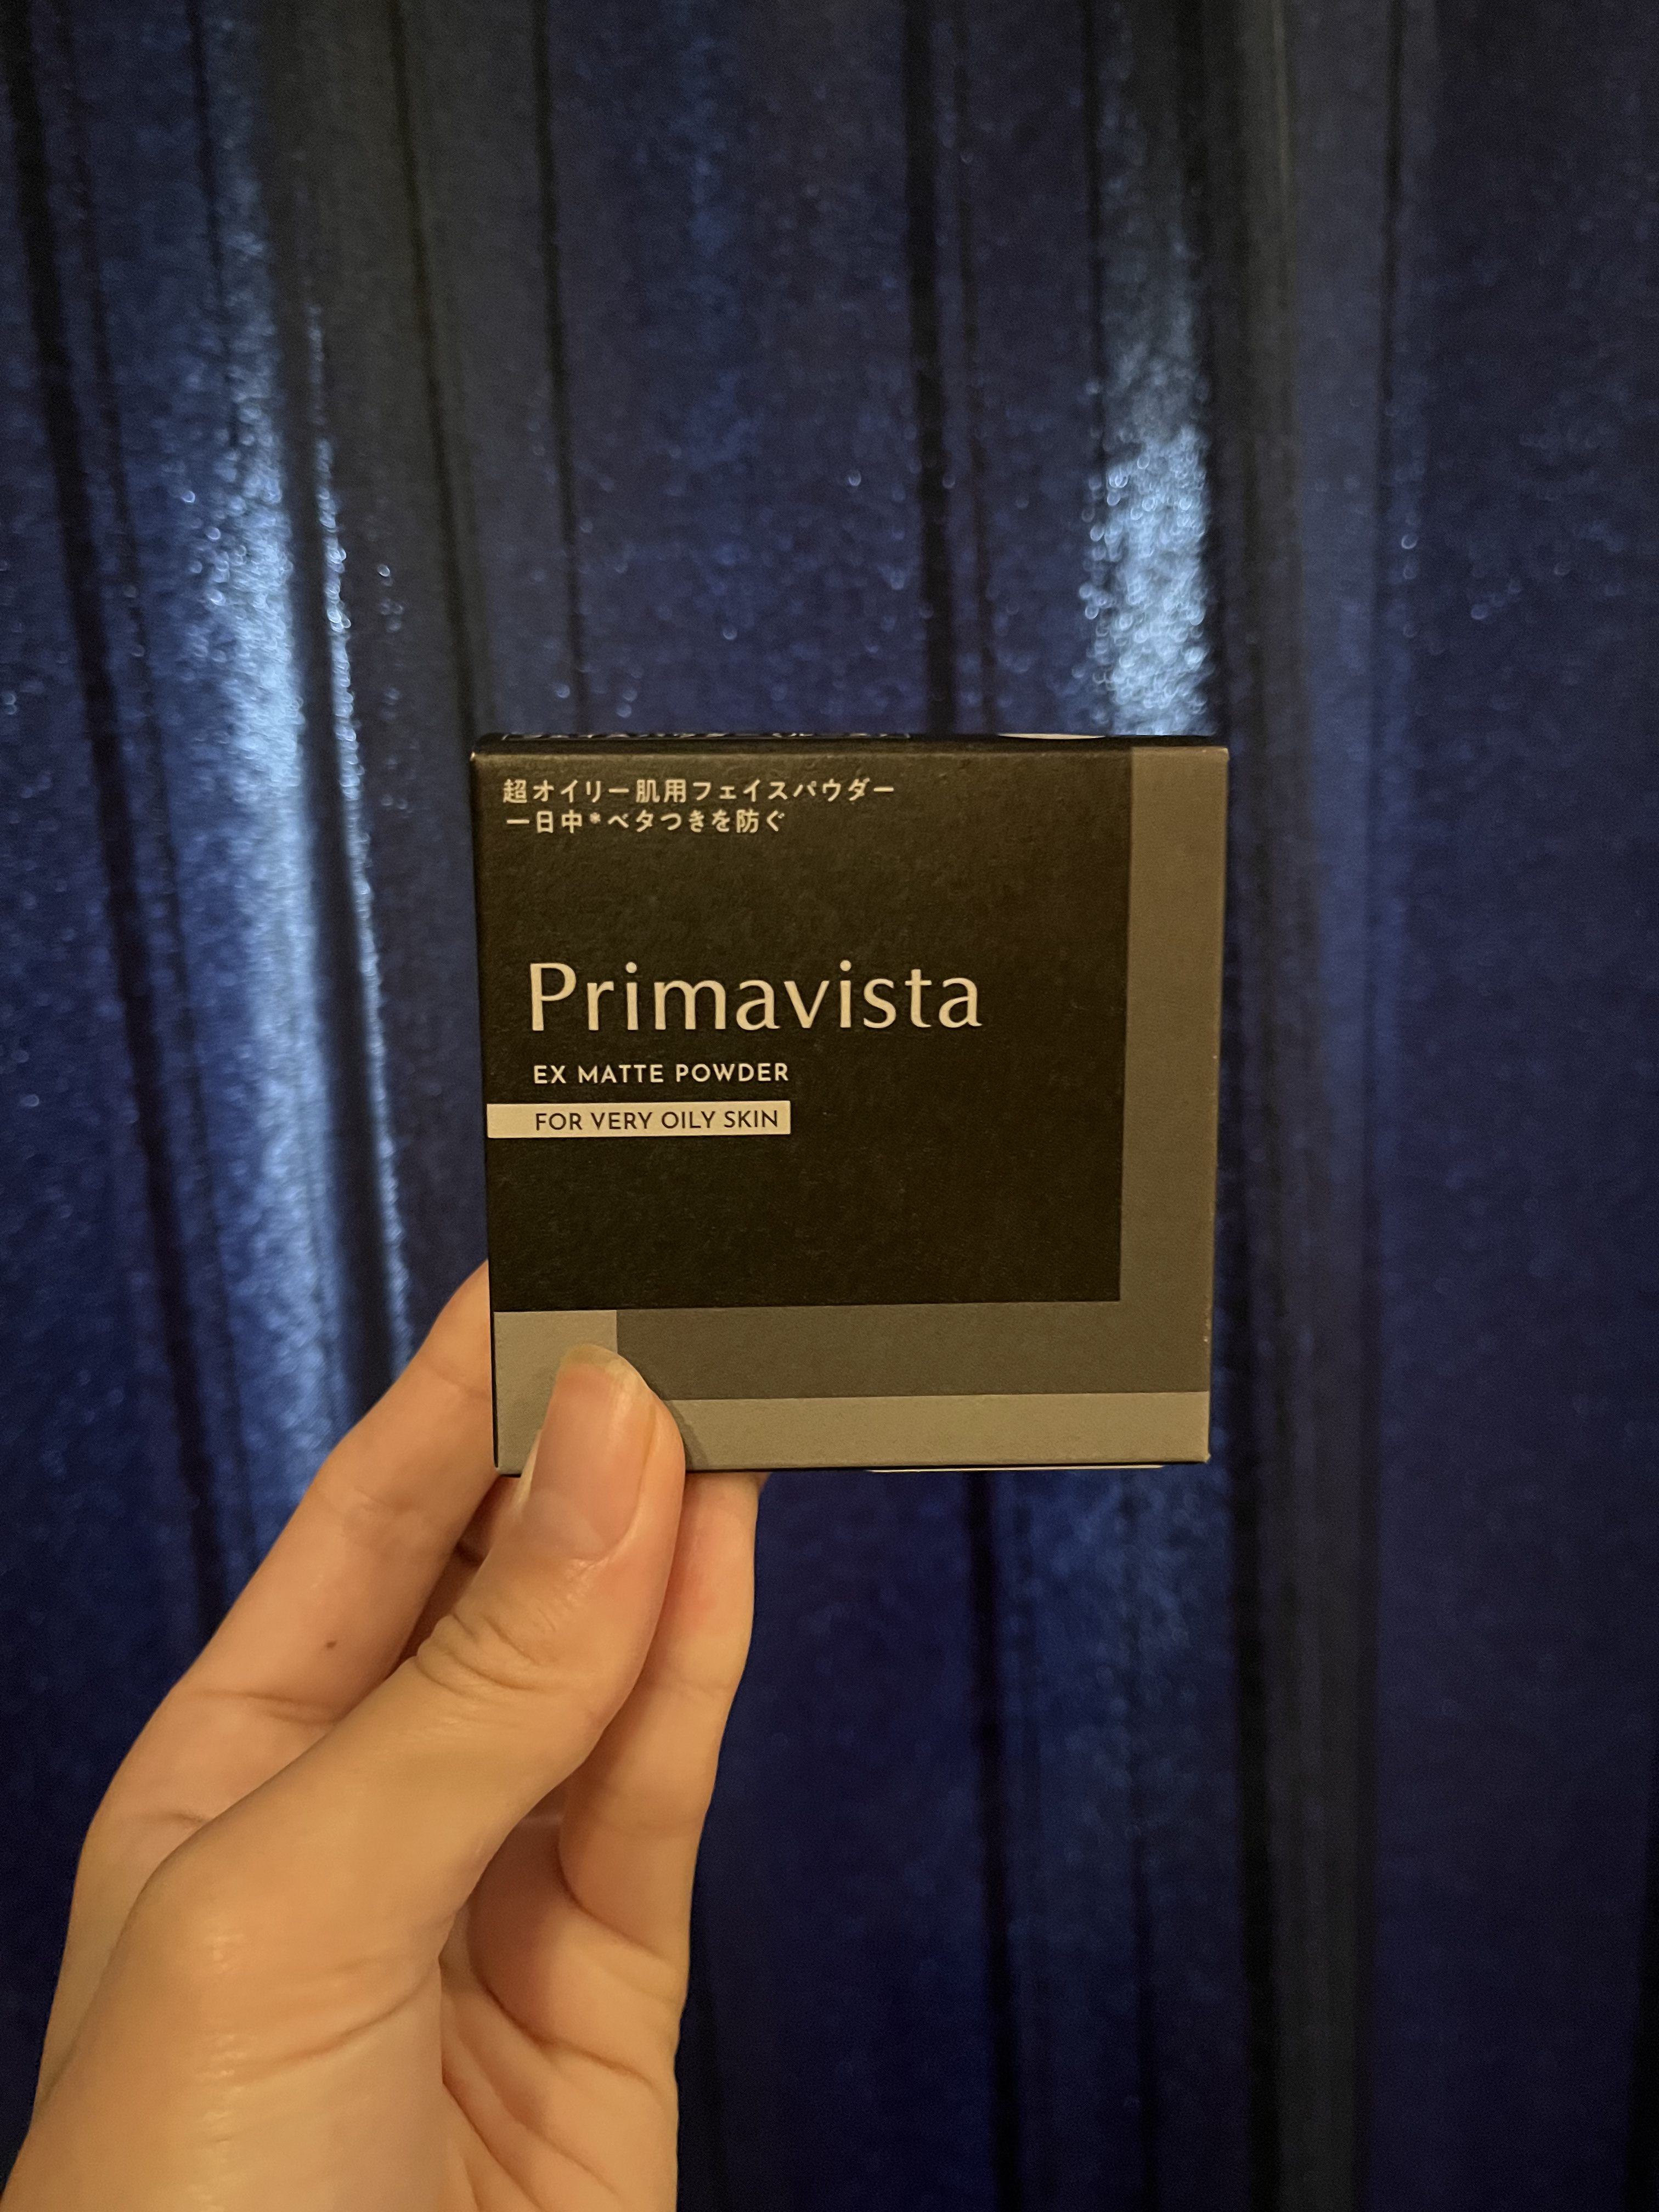 超オイリー肌用フェイスパウダー
一日中*ベタつきを防ぐ
Primavista
EX MATTE POWDER
FOR VERY OILY SKIN